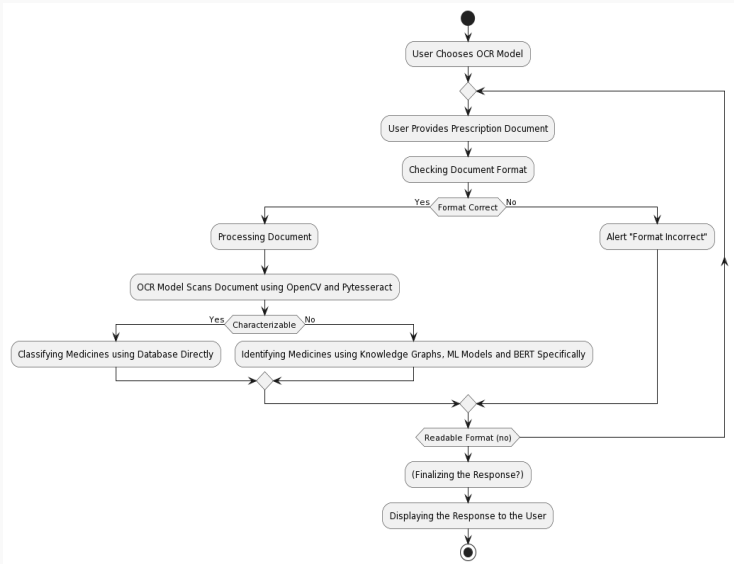 User Chooses OCR Model
User Provides Prescription Document
Checking Document Format
Yes
Format Correct
No
Processing Document
Alert "Format Incorrect"
OCR Model Scans Document using OpenCV and Pytesseract
Yes
Characterizable
No
Classifying Medicines using Database Directly
Identifying Medicines using Knowledge Graphs, ML Models and BERT Specifically
Readable Format (no)
(Finalizing the Response?)
Displaying the Response to the User